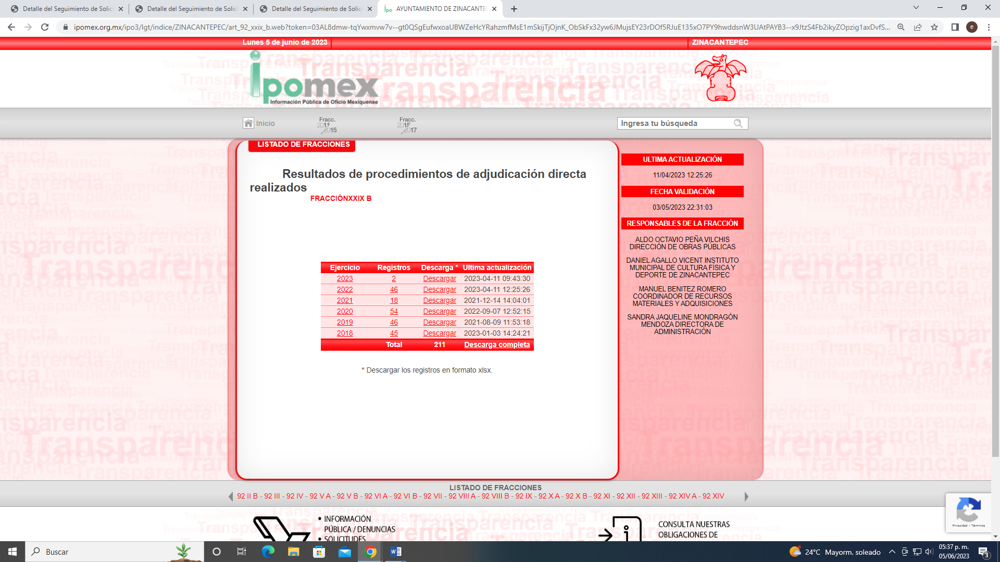 Detalle del Seguimiento de Solici
Detalle del Seguimiento de Solici
Detalle del Seguimiento de Solici
AYUNTAMIENTO DE ZINACANTE
ipomex.org.mx/ipo3/lgt/indice/ZINACANTEPEC/art_92_xxix_b.web?token=03AL8dmw-tqYwxmvw7v--gt0QSgEufwxoaUBWZeHcYRahzmfMsE1mSkijTjOjnK_ObSkFx32yw6JMujsEY23rDOf5RJuE135xO7PY9hwddsnW3UAtPAYB3--x9JtzS4Fb2ikyZOpzig1axDvfS...
Lunes 5 de junio de 2023
ZINACANTEPEC
ipomex
Información Pública de Oficio Mexiquense
Transparencia
Inicio
Fracc. 2011 2015
Fracc. 2015 2017
Ingresa tu búsqueda
LISTADO DE FRACCIONES
Resultados de procedimientos de adjudicación directa
realizados
FRACCIÓNXXIX B
Ejercicio Registros Descarga * Ultima actualización
2023 2 Descargar 2023-04-11 09:43:30
2022 46 Descargar 2023-04-11 12:25:26
2021 18 Descargar 2021-12-14 14:04:01
2020 54 Descargar 2022-09-07 12:52:15
2019 46 Descargar 2021-08-09 11:53:18
2018 45 Descargar 2023-01-03 14:24:21
Total 211 Descarga completa
* Descargar los registros en formato xlsx.
ULTIMA ACTUALIZACIÓN
11/04/2023 12:25:26
FECHA VALIDACIÓN
03/05/2023 22:31:03
RESPONSABLES DE LA FRACCIÓN
ALDO OCTAVIO PEÑA VILCHIS
DIRECCIÓN DE OBRAS PÚBLICAS
DANIEL AGALLO VICENT INSTITUTO
MUNICIPAL DE CULTURA FÍSICA Y
DEPORTE DE ZINACANTEPEC
MANUEL BENITEZ ROMERO
COORDINADOR DE RECURSOS
MATERIALES Y ADQUISICIONES
SANDRA JAQUELINE MONDRAGÓN
MENDOZA DIRECTORA DE
ADMINISTRACIÓN
LISTADO DE FRACCIONES
92 II B - 92 III - 92 IV - 92 V A - 92 V B - 92 VI A - 92 VI B - 92 VII - 92 VIII A - 92 VIII B - 92 IX - 92 X A - 92 X B - 92 XI - 92 XII - 92 XIII - 92 XIV A - 92 XIV
• INFORMACIÓN
PÚBLICA / DENUNCIAS
• SOLICITUDES
CONSULTA NUESTRAS
OBLIGACIONES DE
Privacidad - Términos
Buscar
24°C Mayorm. soleado
05:37 p. m.
05/06/2023
3